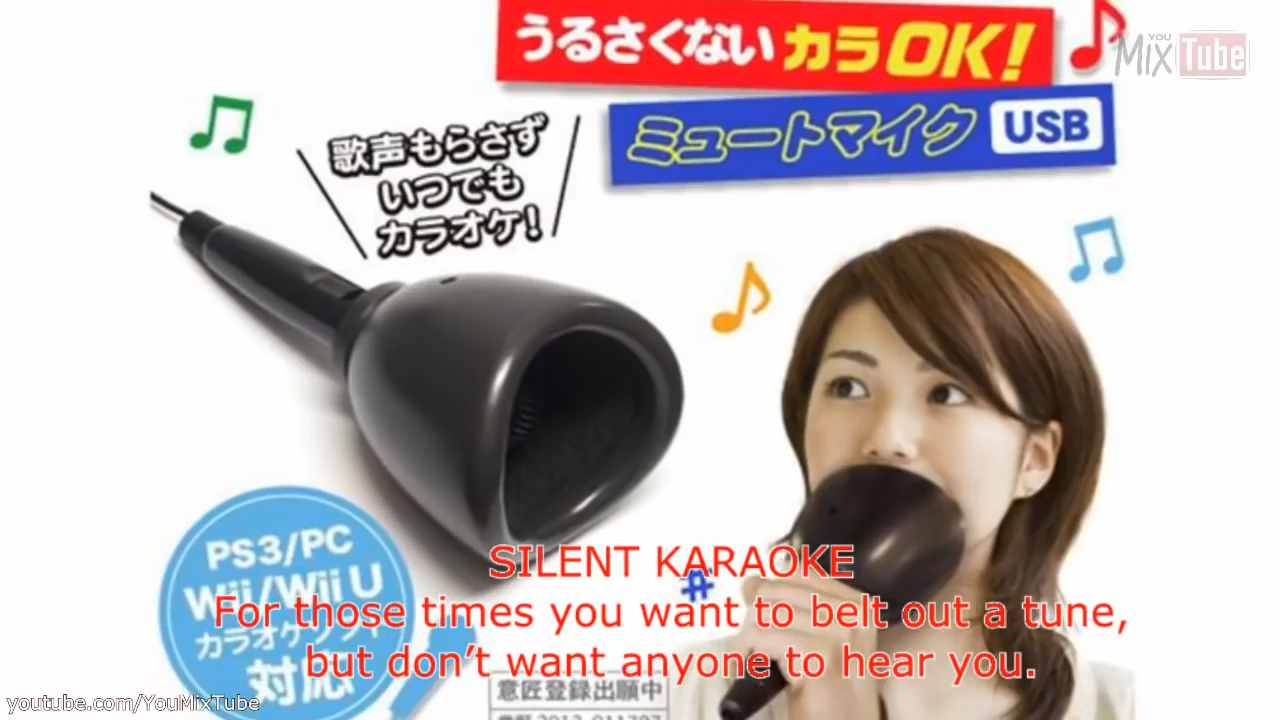 うるさくない カラOK!
YOU
MixTube
ミュートマイク USB
歌声もらさず
いつでも
カラオケ!
PS3/PC
Wii/Wii U
カラオケソフト
対応
SILENT KARAOKE
For those times you want to belt out a tune,
but don't want anyone to hear you.
意匠登録出願中
youtube.com/YouMixTube